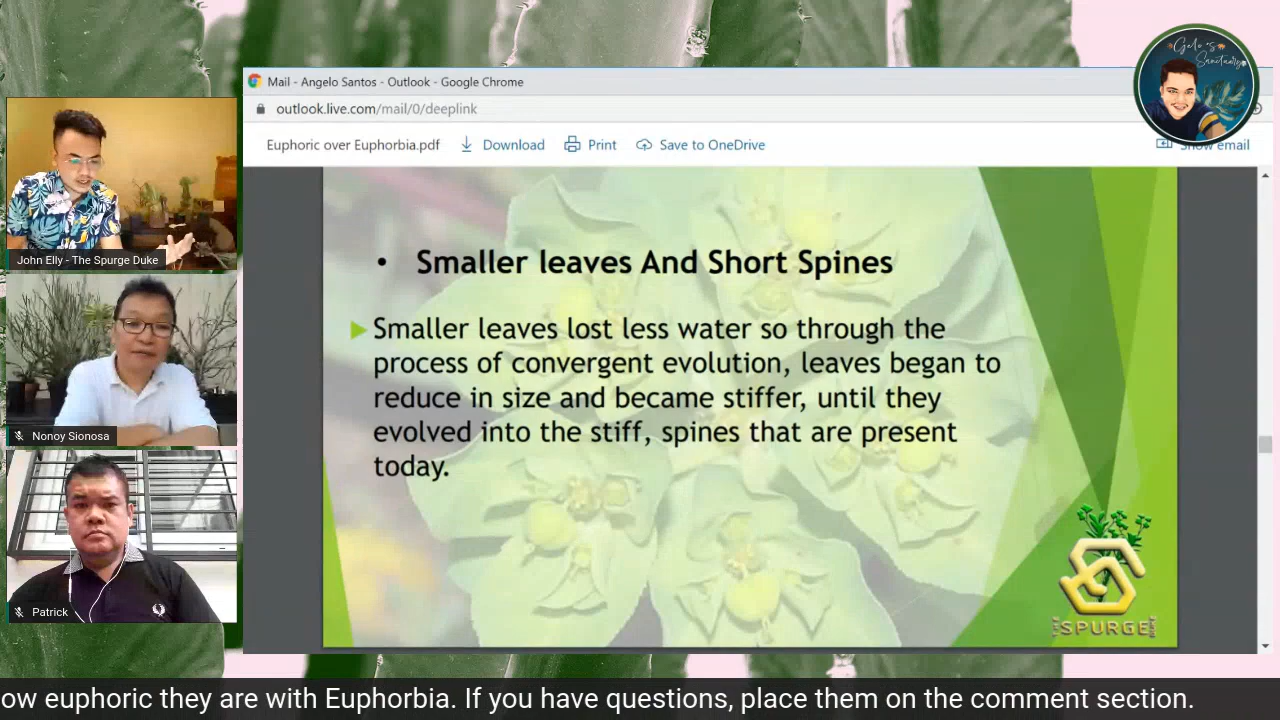 Gelo's
Sanctuary
Mail - Angelo Santos - Outlook - Google Chrome
outlook.live.com/mail/0/deeplink
Euphoric over Euphorbia.pdf Download Print Save to OneDrive Show email
John Elly - The Spurge Duke
Nonoy Sionosa
Patrick
• Smaller leaves And Short Spines
Smaller leaves lost less water so through the
process of convergent evolution, leaves began to
reduce in size and became stiffer, until they
evolved into the stiff, spines that are present
today.
SPURGE
ow euphoric they are with Euphorbia. If you have questions, place them on the comment section.